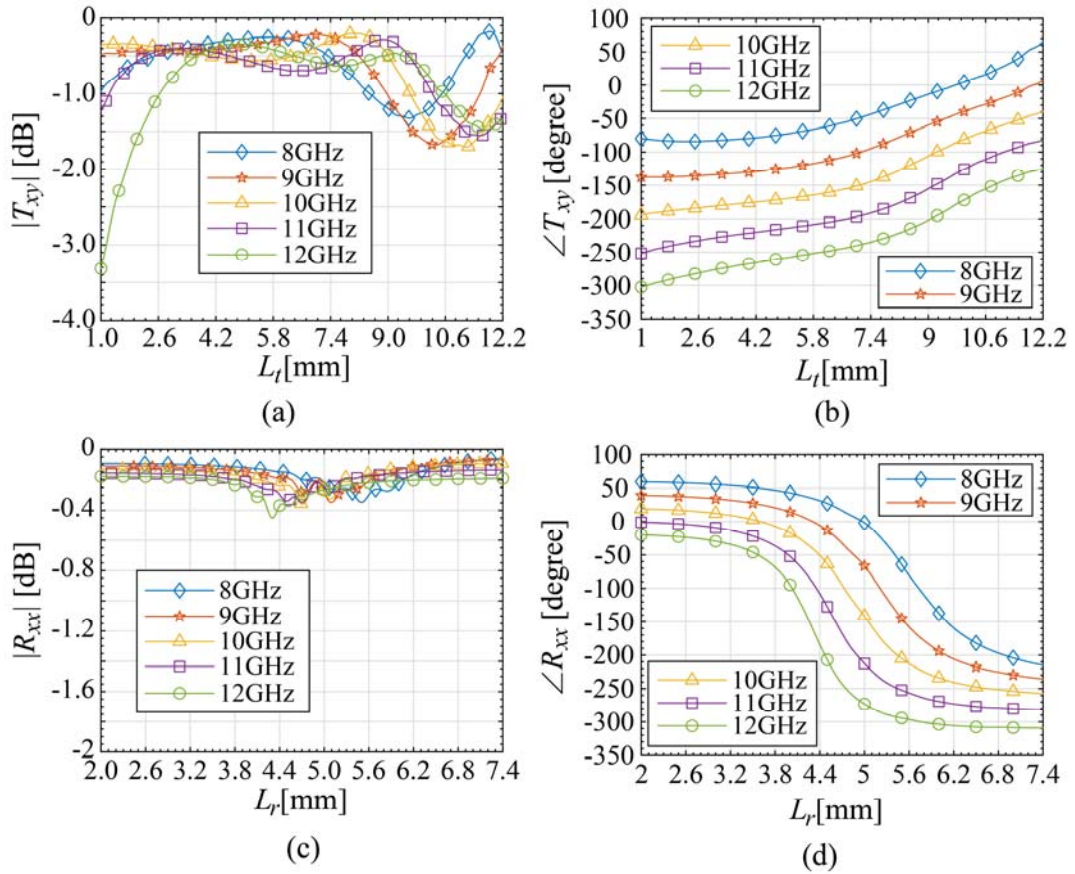 |T_xy| [dB]
0
-1.0
-2.0
-3.0
-4.0
8GHz
9GHz
10GHz
11GHz
12GHz
1.0 2.6 4.2 5.8 7.4 9.0 10.6 12.2
L_t[mm]
(a)
∠T_xy [degree]
100
50
0
-50
-100
-150
-200
-250
-300
-350
10GHz
11GHz
12GHz
8GHz
9GHz
1 2.6 4.2 5.8 7.4 9 10.6 12.2
L_t[mm]
(b)
|R_xx| [dB]
0
-0.4
-0.8
-1.2
-1.6
-2
8GHz
9GHz
10GHz
11GHz
12GHz
2.0 2.6 3.2 3.8 4.4 5.0 5.6 6.2 6.8 7.4
L_r[mm]
(c)
∠R_xx [degree]
100
50
0
-50
-100
-150
-200
-250
-300
-350
8GHz
9GHz
10GHz
11GHz
12GHz
2 2.6 3.2 3.8 4.4 5 5.6 6.2 6.8 7.4
L_r[mm]
(d)